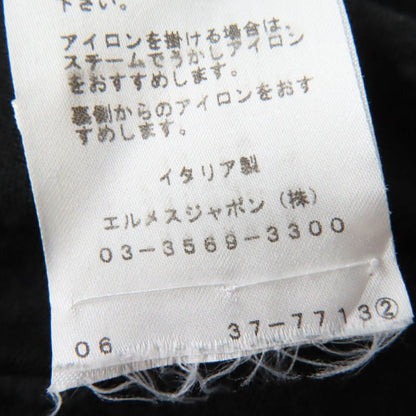 下さい。
アイロンを掛ける場合は、
スチームでうかしアイロン
をおすすめします。
裏側からのアイロンをおす
すめします。
イタリア製
エルメスジャポン（株）
03-3569-3300
06 37-7713②